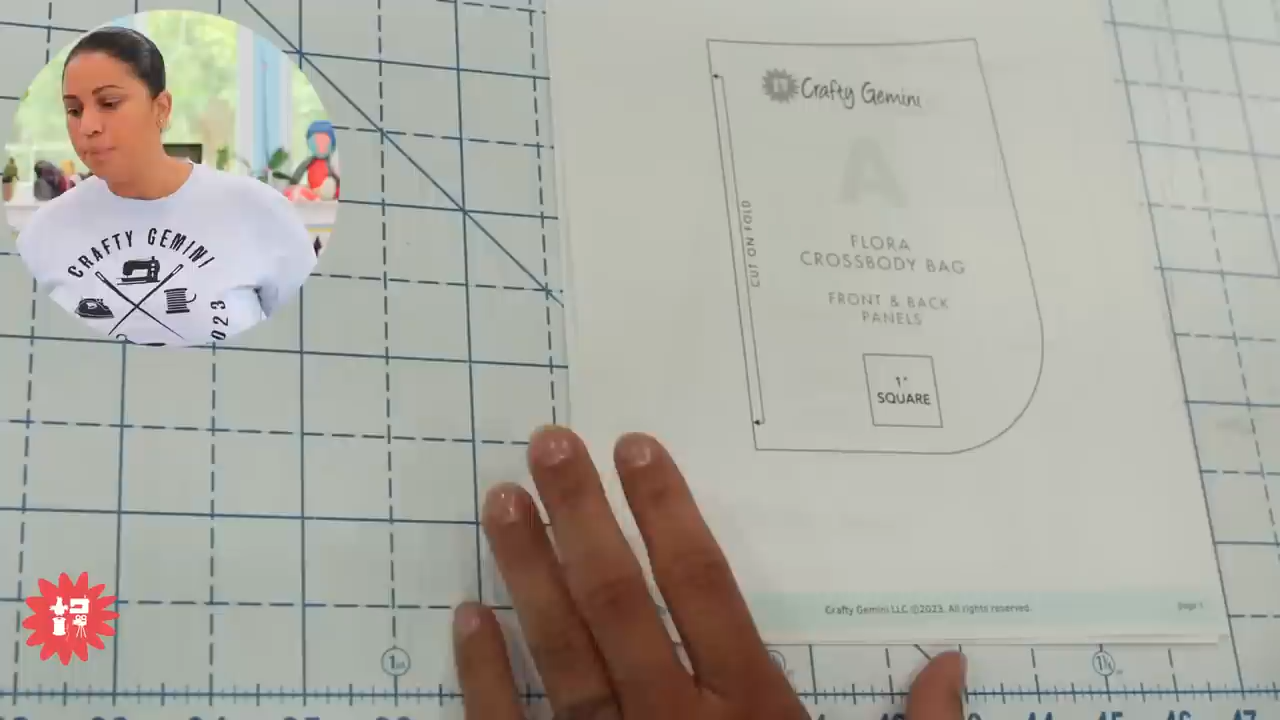 CRAFTY GEMINI
2023
Crafty Gemini
A
CUT ON FOLD
FLORA
CROSSBODY BAG
FRONT & BACK
PANELS
1"
SQUARE
Crafty Gemini LLC ©2023. All rights reserved.
page 1